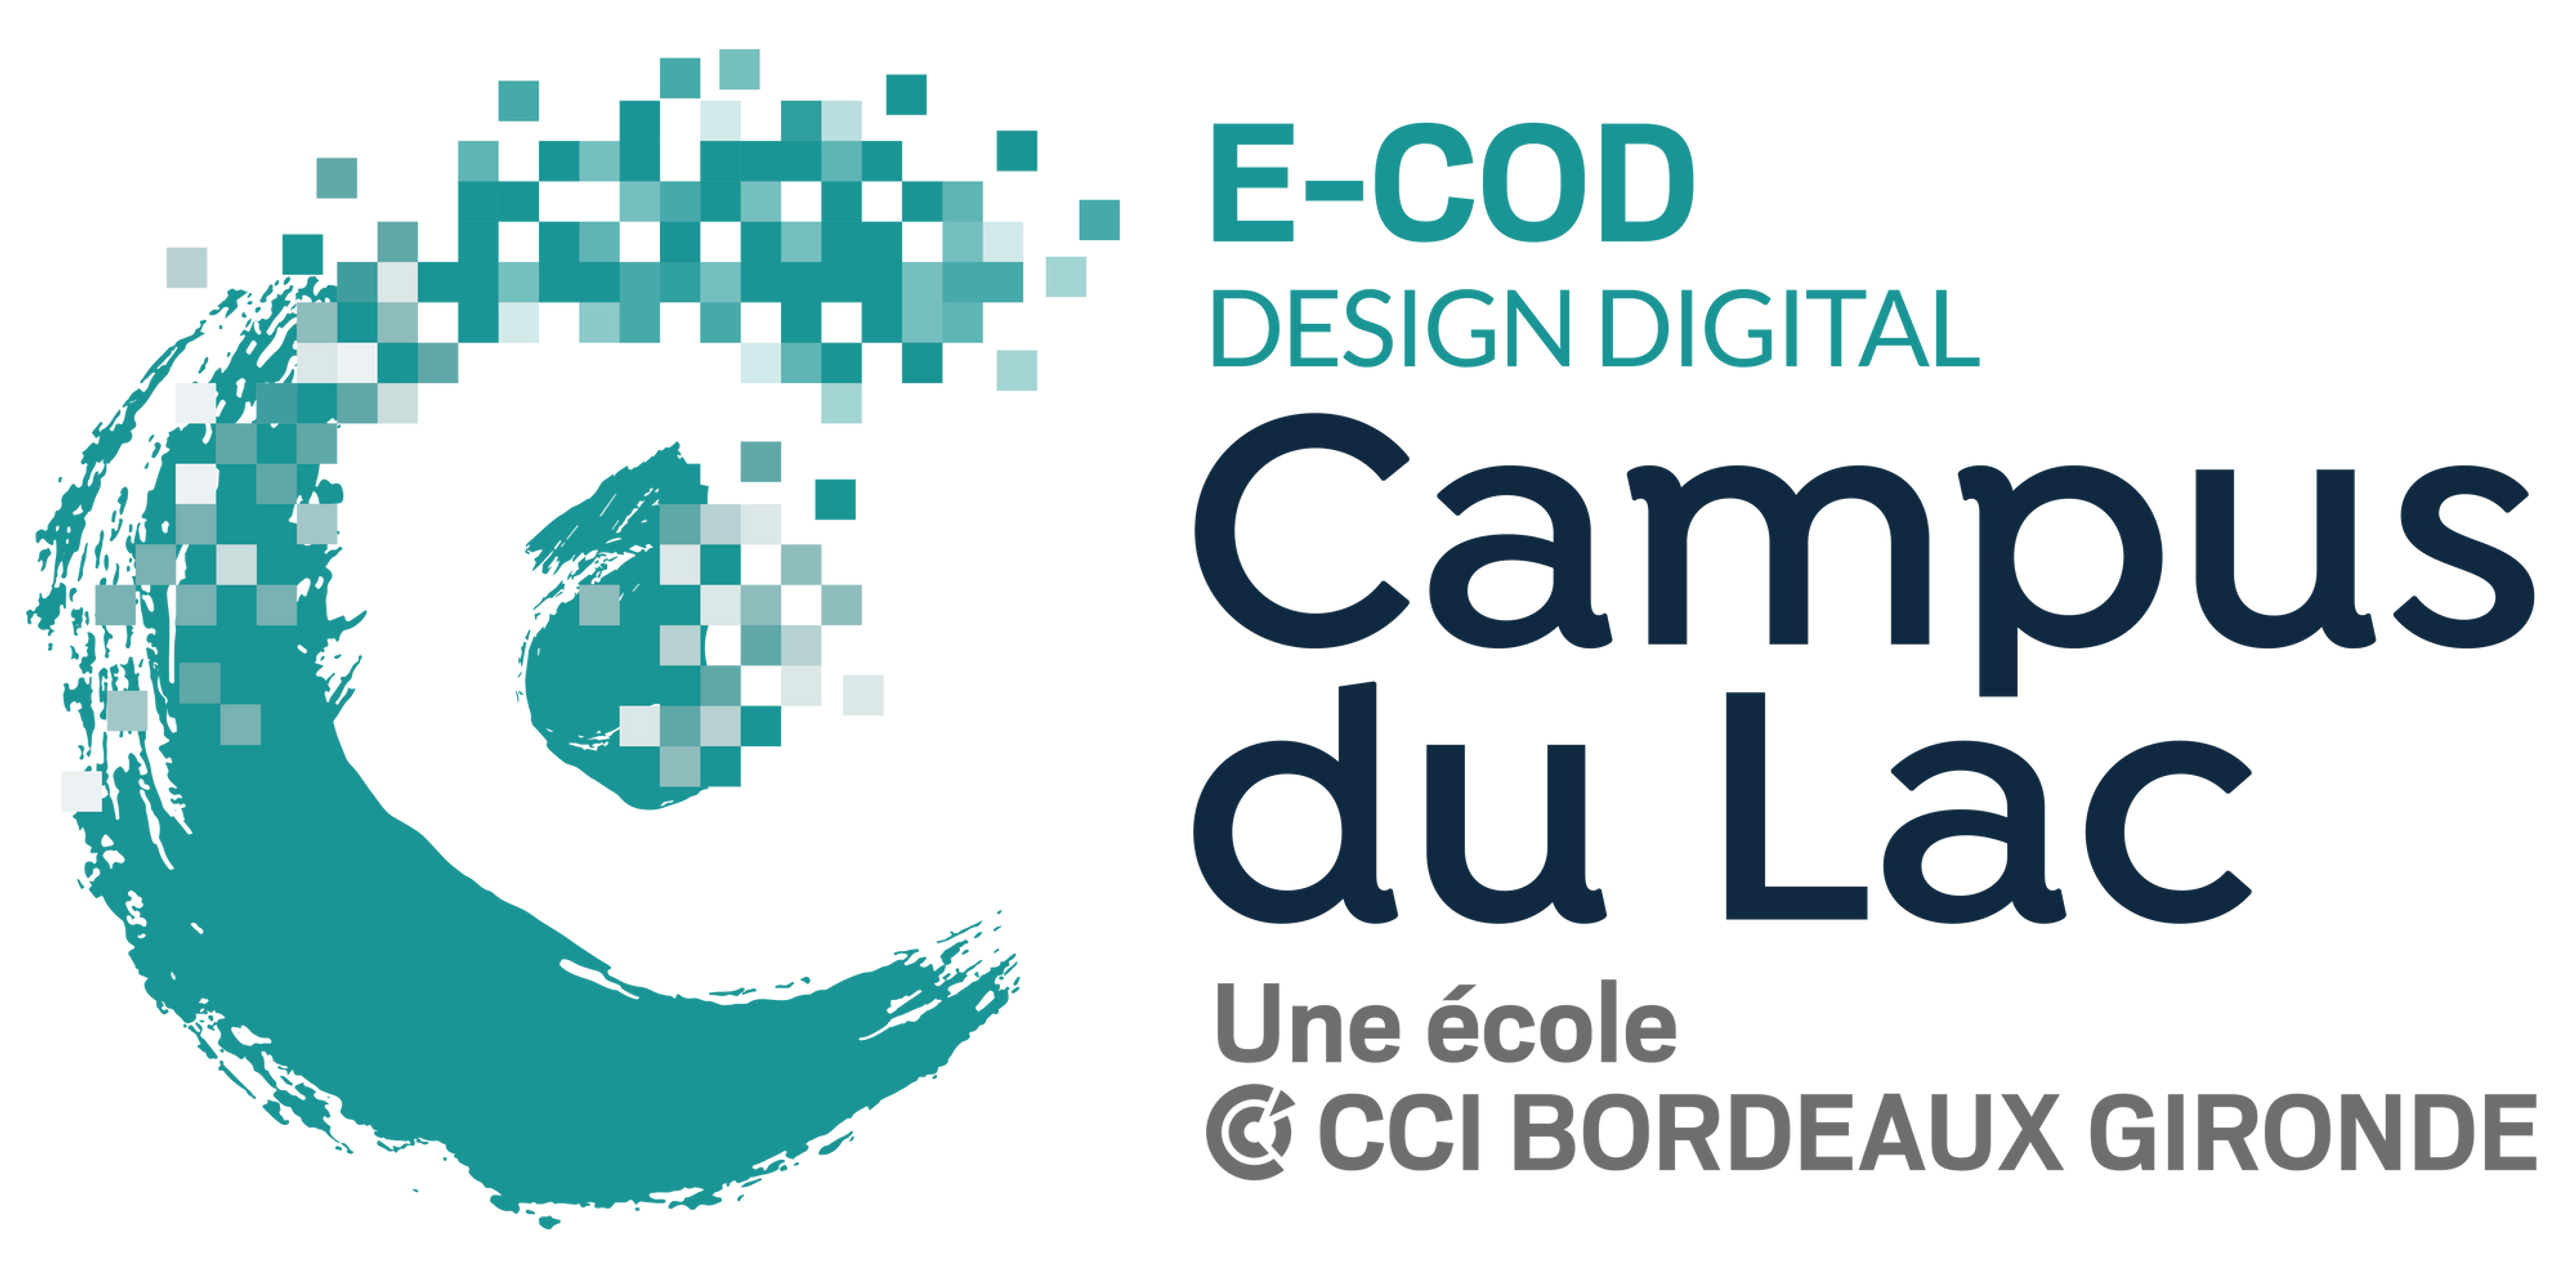 E-COD
DESIGN DIGITAL
Campus
du Lac
Une école
CCI BORDEAUX GIRONDE